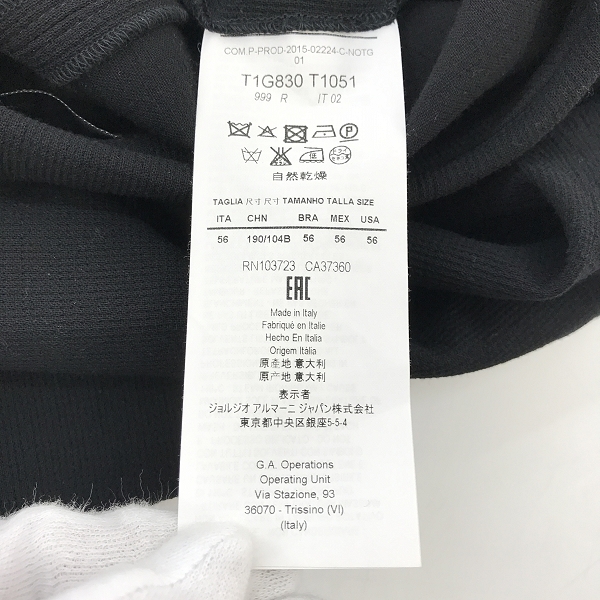 COM.P-PROD-2015-02224-C-NOTG
01
T1G830 T1051
999 R IT 02
自然乾燥
TAGLIA 尺寸 尺寸 TAMANHO TALLA SIZE
ITA CHN BRA MEX USA
56 190/104B 56 56 56
RN103723 CA37360
EAC
Made in Italy
Fabriqué en Italie
Hecho En Italia
Origem Itália
原產地 意大利
原产地 意大利
表示者
ジョルジオ アルマーニ ジャパン株式会社
東京都中央区銀座5-5-4
G.A. Operations
Operating Unit
Via Stazione, 93
36070 - Trissino (VI)
(Italy)